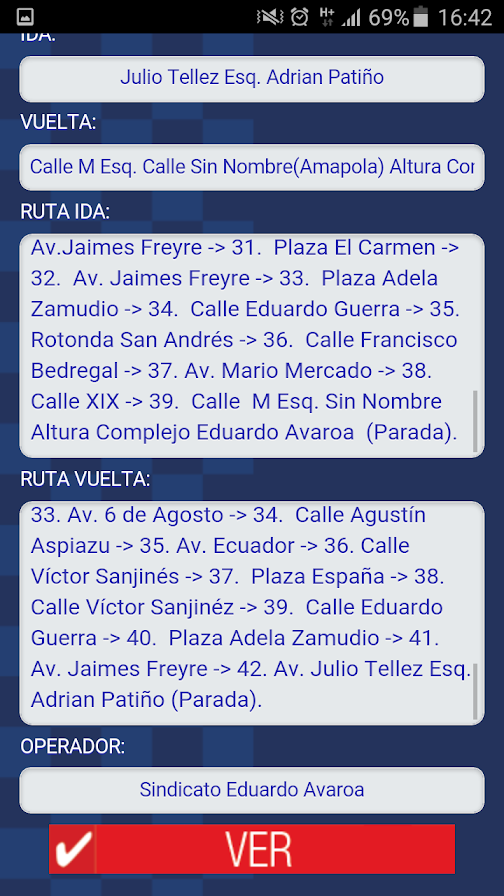 H+ 69% 16:42
IDA:
Julio Tellez Esq. Adrian Patiño
VUELTA:
Calle M Esq. Calle Sin Nombre(Amapola) Altura Cor
RUTA IDA:
Av.Jaimes Freyre -> 31. Plaza El Carmen ->
32. Av. Jaimes Freyre -> 33. Plaza Adela
Zamudio -> 34. Calle Eduardo Guerra -> 35.
Rotonda San Andrés -> 36. Calle Francisco
Bedregal -> 37. Av. Mario Mercado -> 38.
Calle XIX -> 39. Calle M Esq. Sin Nombre
Altura Complejo Eduardo Avaroa (Parada).
RUTA VUELTA:
33. Av. 6 de Agosto -> 34. Calle Agustín
Aspiazu -> 35. Av. Ecuador -> 36. Calle
Víctor Sanjinés -> 37. Plaza España -> 38.
Calle Víctor Sanjinéz -> 39. Calle Eduardo
Guerra -> 40. Plaza Adela Zamudio -> 41.
Av. Jaimes Freyre -> 42. Av. Julio Tellez Esq.
Adrian Patiño (Parada).
OPERADOR:
Sindicato Eduardo Avaroa
VER